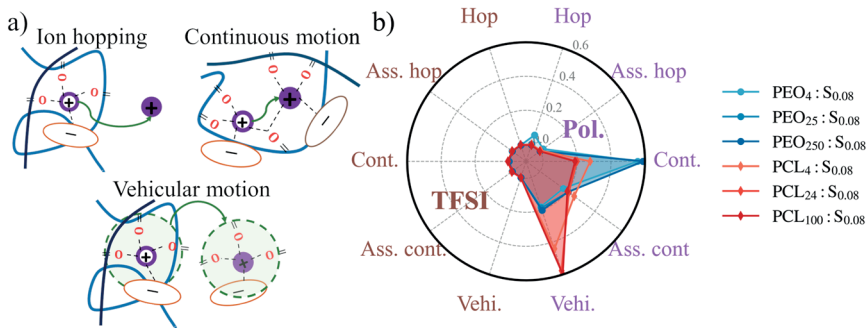 a)
Ion hopping
Continuous motion
O
O
O
+
+
−
O
O
O
+
+
−
−
Vehicular motion
O
O
O
+
−
O
O
O
+
−
b)
Hop
Hop
Ass. hop
Ass. hop
Cont.
Cont.
Ass. cont.
Ass. cont
Vehi.
Vehi.
0.6
0.4
0.2
0.0
Pol.
TFSI
PEO₄ : S₀.₀₈
PEO₂₅ : S₀.₀₈
PEO₂₅₀ : S₀.₀₈
PCL₄ : S₀.₀₈
PCL₂₄ : S₀.₀₈
PCL₁₀₀ : S₀.₀₈